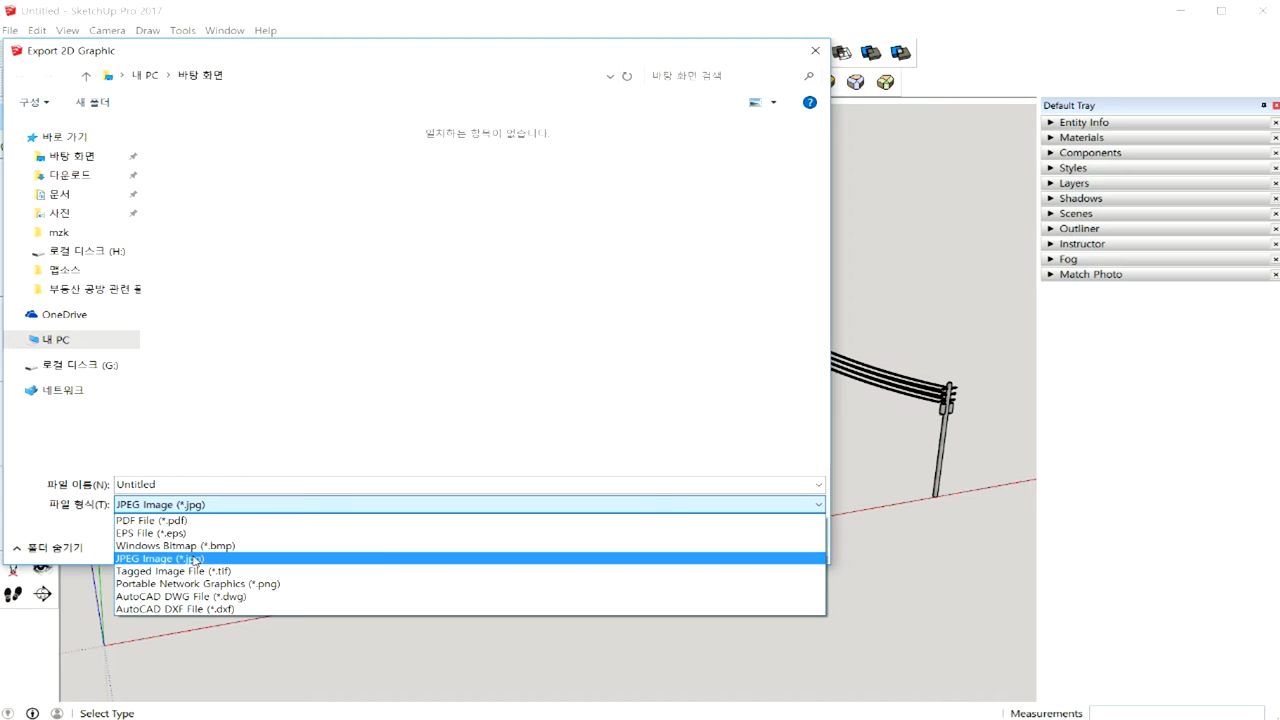 Untitled - SketchUp Pro 2017
File Edit View Camera Draw Tools Window Help
Export 2D Graphic
내 PC 바탕 화면
바탕 화면 검색
구성 새 폴더
일치하는 항목이 없습니다.
바로 가기
바탕 화면
다운로드
문서
사진
mzk
로컬 디스크 (H:)
맵소스
부동산 공방 관련
OneDrive
내 PC
로컬 디스크 (G:)
네트워크
파일 이름(N): Untitled
파일 형식(T): JPEG Image (*.jpg)
PDF File (*.pdf)
EPS File (*.eps)
Windows Bitmap (*.bmp)
JPEG Image (*.jpg)
Tagged Image File (*.tif)
Portable Network Graphics (*.png)
AutoCAD DWG File (*.dwg)
AutoCAD DXF File (*.dxf)
폴더 숨기기
Default Tray
Entity Info
Materials
Components
Styles
Layers
Shadows
Scenes
Outliner
Instructor
Fog
Match Photo
Select Type
Measurements